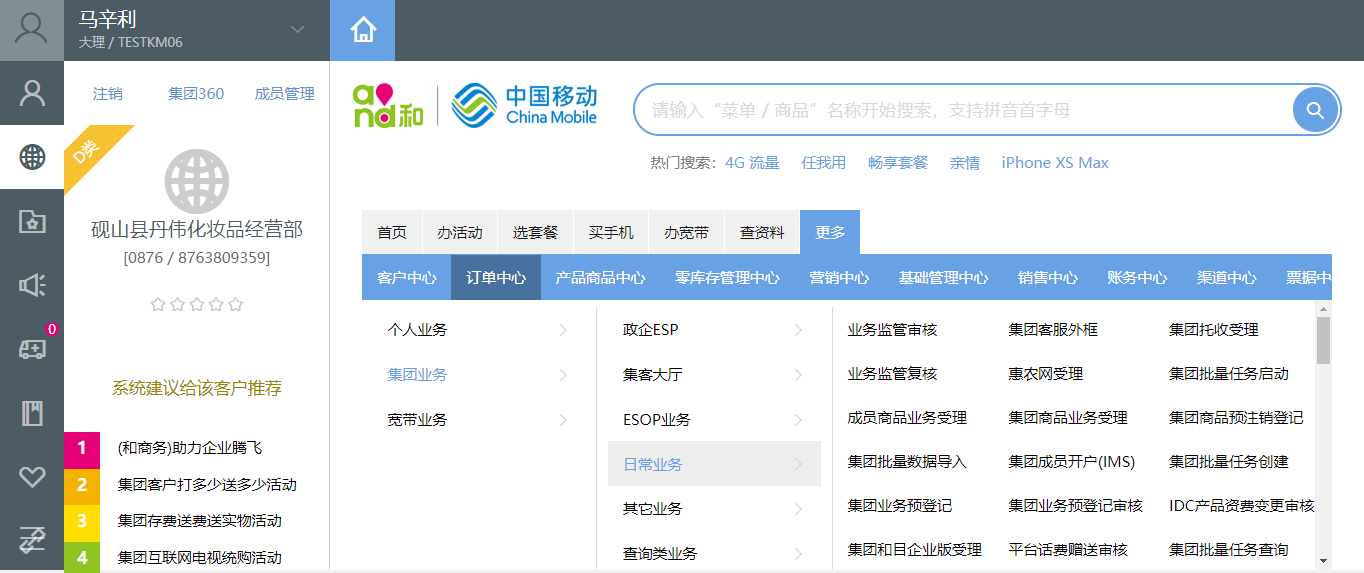 马辛利
大理 / TESTKM06
注销 集团360 成员管理
D类
砚山县丹伟化妆品经营部
[0876 / 8763809359]
0
系统建议给该客户推荐
1 (和商务)助力企业腾飞
2 集团客户打多少送多少活动
3 集团存费送费送实物活动
4 集团互联网电视统购活动
and和 中国移动
China Mobile
请输入“菜单 / 商品”名称开始搜索，支持拼音首字母
热门搜索： 4G 流量 任我用 畅享套餐 亲情 iPhone XS Max
首页 办活动 选套餐 买手机 办宽带 查资料 更多
客户中心 订单中心 产品商品中心 零库存管理中心 营销中心 基础管理中心 销售中心 账务中心 渠道中心 票据中
个人业务
集团业务
宽带业务
政企ESP
集客大厅
ESOP业务
日常业务
其它业务
查询类业务
业务监管审核 集团客服外框 集团托收受理
业务监管复核 惠农网受理 集团批量任务启动
成员商品业务受理 集团商品业务受理 集团商品预注销登记
集团批量数据导入 集团成员开户(IMS) 集团批量任务创建
集团业务预登记 集团业务预登记审核 IDC产品资费变更审核
集团和目企业版受理 平台话费赠送审核 集团批量任务查询